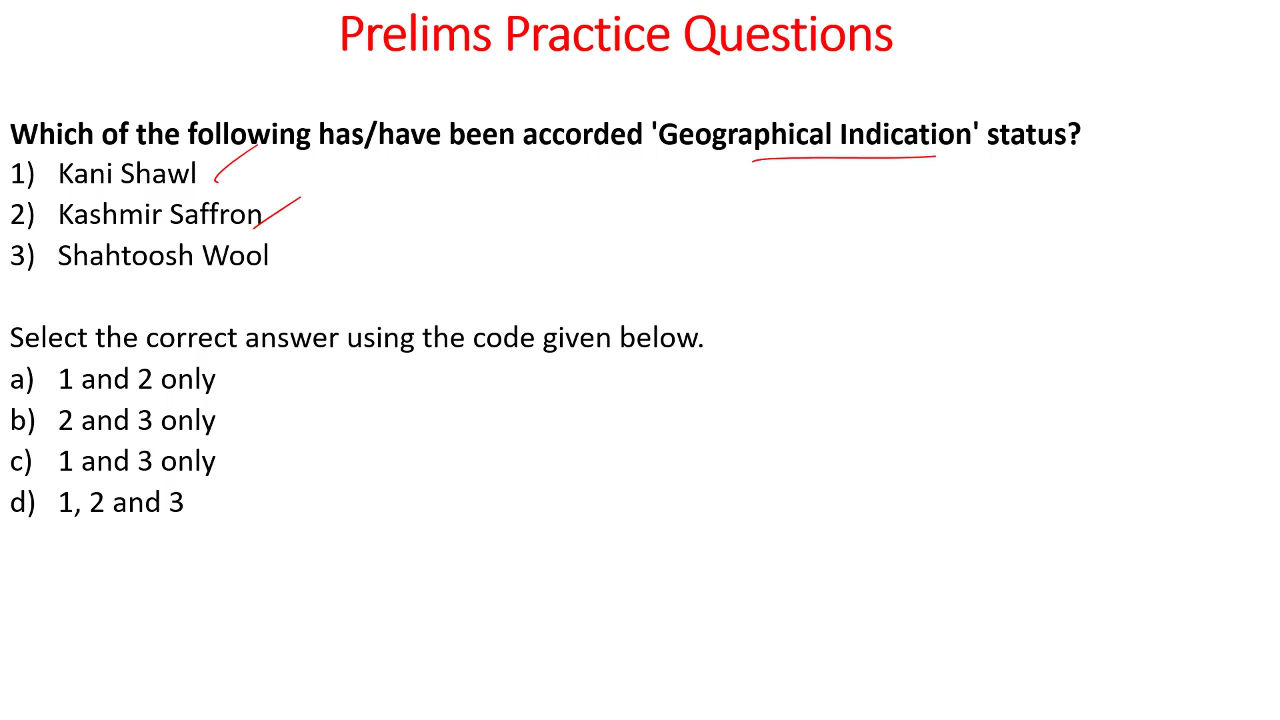 Prelims Practice Questions
Which of the following has/have been accorded 'Geographical Indication' status?
1) Kani Shawl
2) Kashmir Saffron
3) Shahtoosh Wool
Select the correct answer using the code given below.
a) 1 and 2 only
b) 2 and 3 only
c) 1 and 3 only
d) 1, 2 and 3